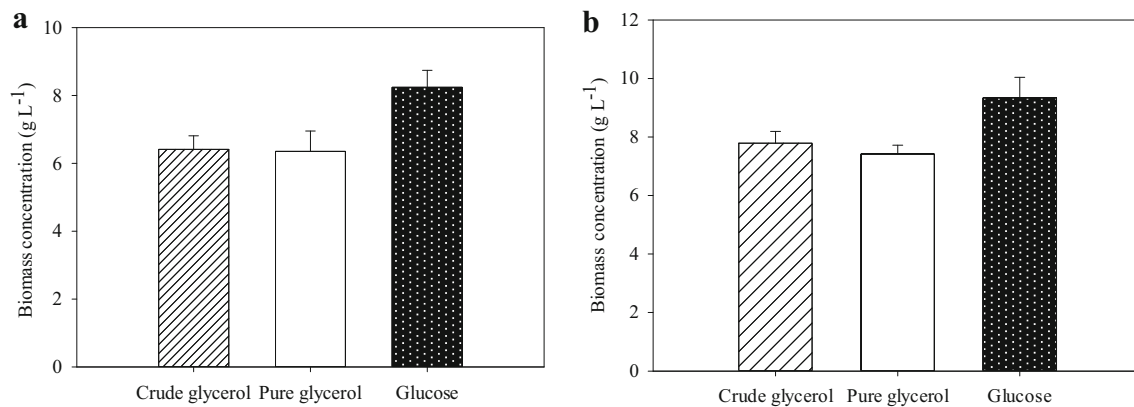 a
10
8
6
4
2
0
Biomass concentration (g L-1)
Crude glycerol Pure glycerol Glucose
b
12
10
8
6
4
2
0
Biomass concentration (g L-1)
Crude glycerol Pure glycerol Glucose